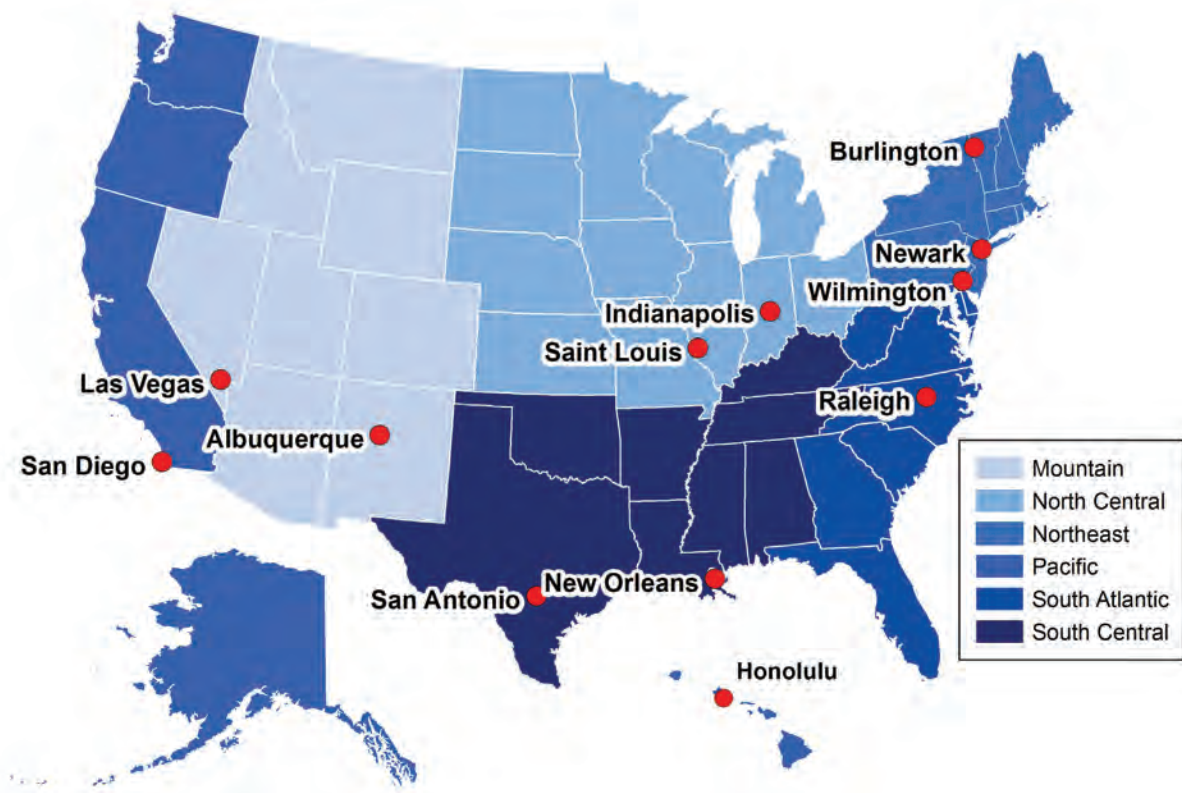 Burlington
Newark
Wilmington
Indianapolis
Saint Louis
Las Vegas
Raleigh
Albuquerque
San Diego
Mountain
North Central
Northeast
Pacific
South Atlantic
South Central
New Orleans
San Antonio
Honolulu